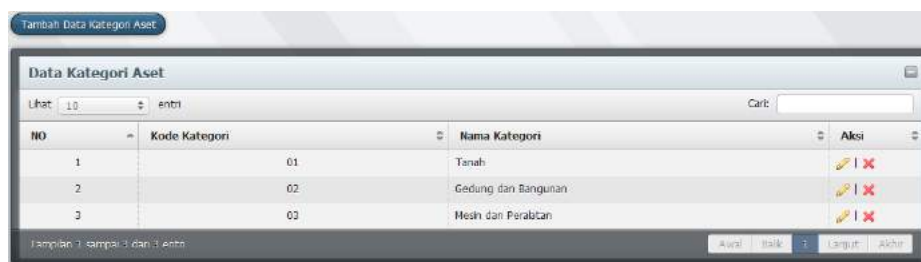 Tambah Data Kategori Aset
Data Kategori Aset
Lihat 10 entri Cari:
NO Kode Kategori Nama Kategori Aksi
1 01 Tanah |
2 02 Gedung dan Bangunan |
3 03 Mesin dan Peralatan |
Tampilan 1 sampai 3 dari 3 entri Awal Balik 1 Lanjut Akhir